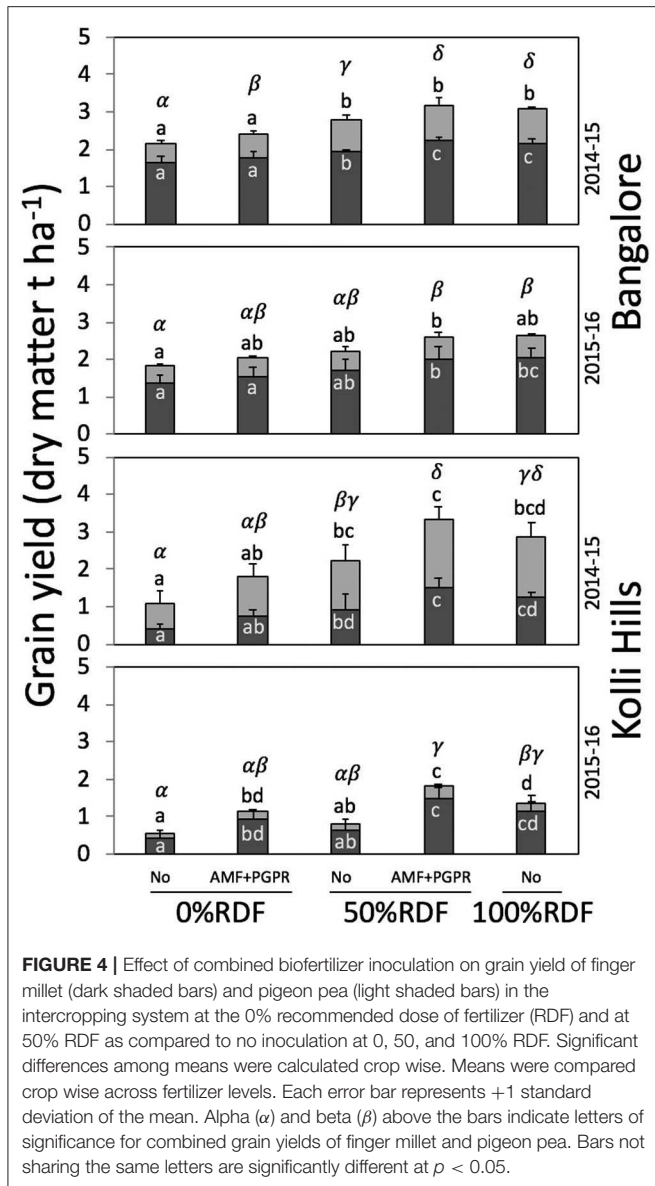 Grain yield (dry matter t ha⁻¹)
5
4
3
2
1
0
α β γ δ δ
a a b b b
a a b c c
2014-15
5
4
3
2
1
0
α αβ αβ β β
a ab ab b ab
a a ab b bc
2015-16
Bangalore
5
4
3
2
1
0
α αβ βγ δ γδ
a ab bc c bcd
a ab bd c cd
2014-15
5
4
3
2
1
0
α αβ αβ γ βγ
a bd ab c d
a bd ab c cd
2015-16
Kolli Hills
No AMF+PGPR No AMF+PGPR No
0%RDF 50%RDF 100%RDF
FIGURE 4 | Effect of combined biofertilizer inoculation on grain yield of finger
millet (dark shaded bars) and pigeon pea (light shaded bars) in the
intercropping system at the 0% recommended dose of fertilizer (RDF) and at
50% RDF as compared to no inoculation at 0, 50, and 100% RDF. Significant
differences among means were calculated crop wise. Means were compared
crop wise across fertilizer levels. Each error bar represents +1 standard
deviation of the mean. Alpha (α) and beta (β) above the bars indicate letters of
significance for combined grain yields of finger millet and pigeon pea. Bars not
sharing the same letters are significantly different at p < 0.05.